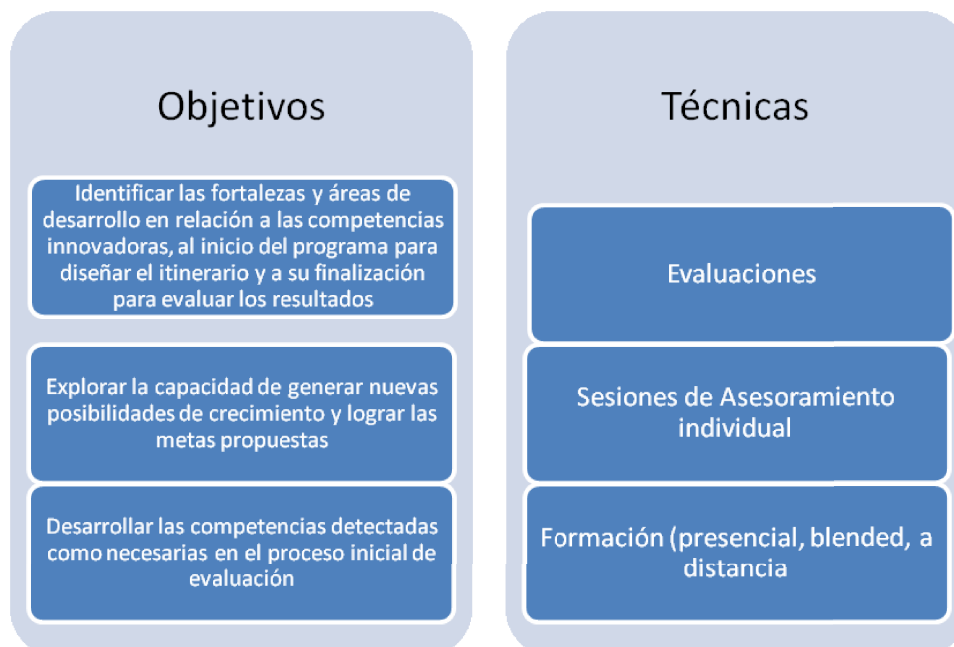 Objetivos
Identificar las fortalezas y áreas de
desarrollo en relación a las competencias
innovadoras, al inicio del programa para
diseñar el itinerario y a su finalización
para evaluar los resultados
Explorar la capacidad de generar nuevas
posibilidades de crecimiento y lograr las
metas propuestas
Desarrollar las competencias detectadas
como necesarias en el proceso inicial de
evaluación
Técnicas
Evaluaciones
Sesiones de Asesoramiento
individual
Formación (presencial, blended, a
distancia